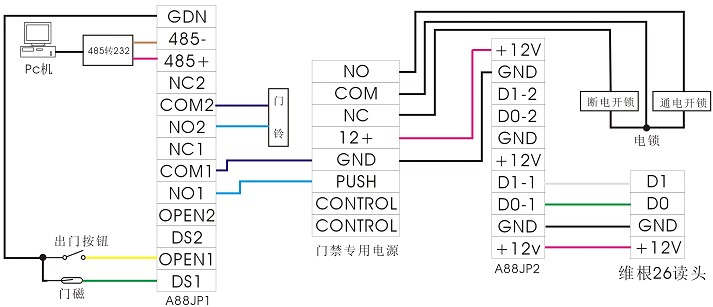 GDN
485-
485+
NC2
COM2
NO2
NC1
COM1
NO1
OPEN2
DS2
OPEN1
DS1
A88JP1
Pc机
485转232
门
铃
出门按钮
门磁
NO
COM
NC
12+
GND
PUSH
CONTROL
CONTROL
门禁专用电源
+12V
GND
D1-2
D0-2
GND
+12V
D1-1
D0-1
GND
+12v
A88JP2
断电开锁
通电开锁
电锁
D1
D0
GND
+12V
维根26读头